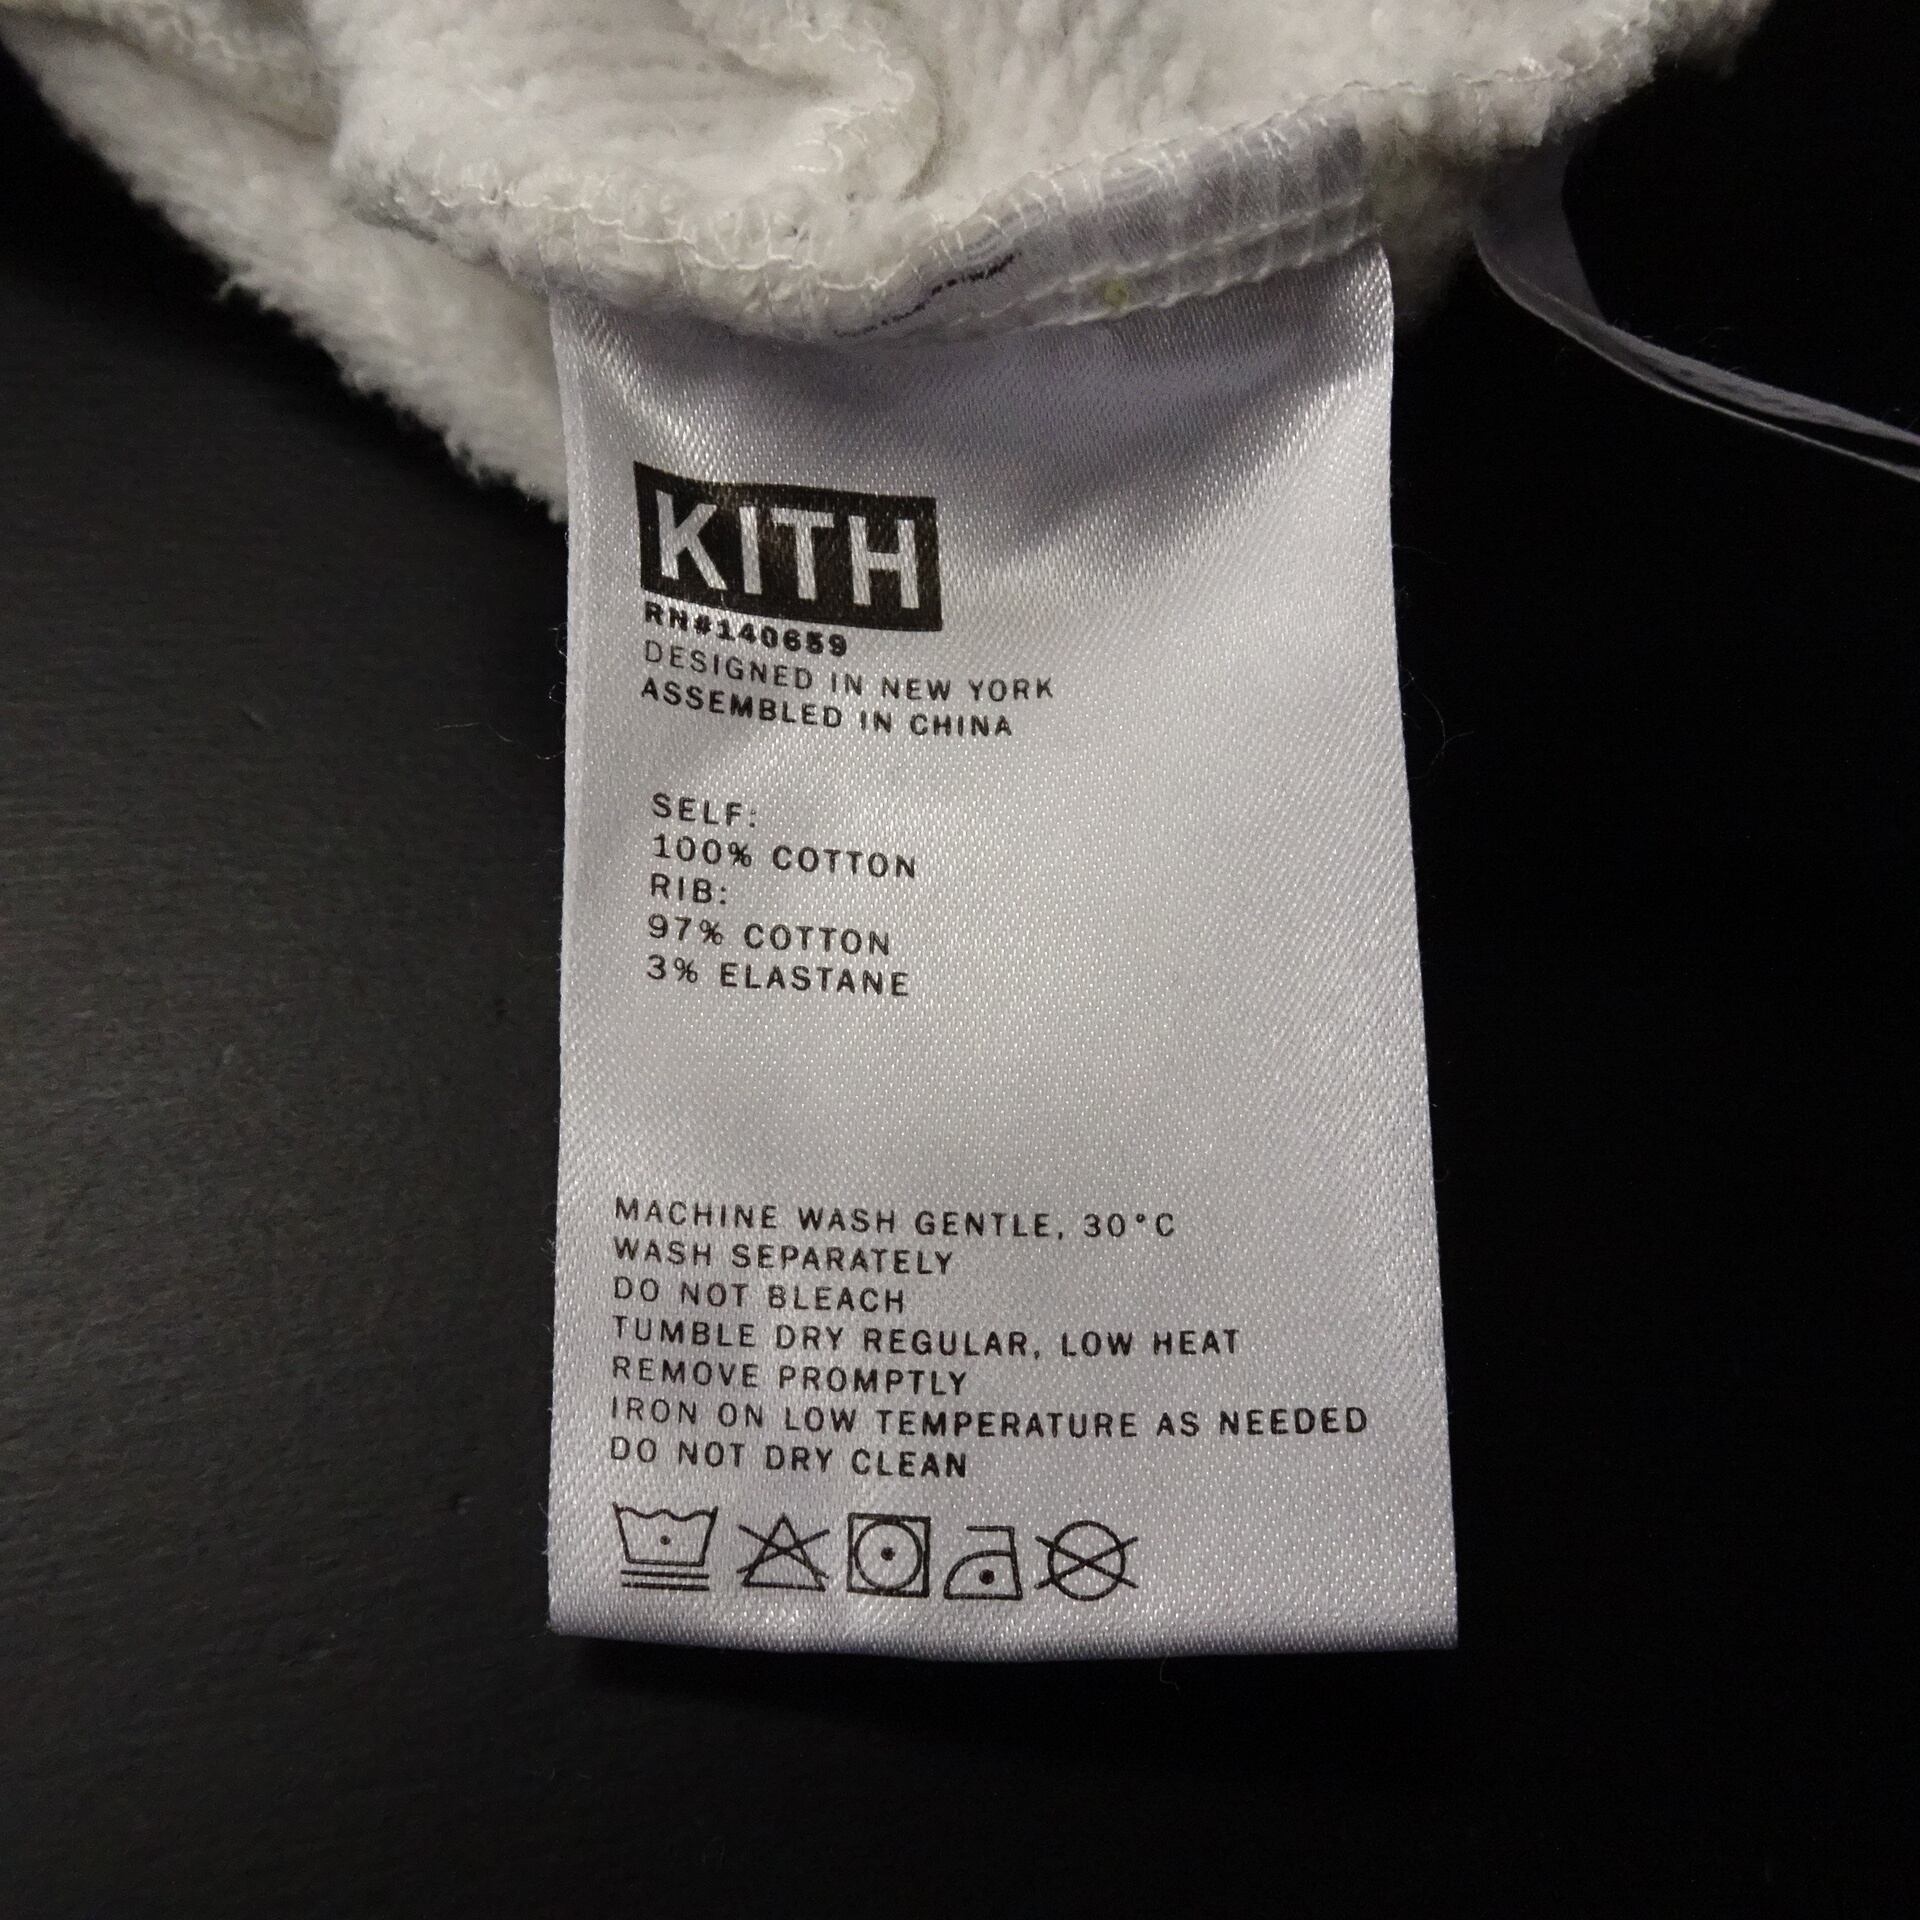 KITH
RN#140659
DESIGNED IN NEW YORK
ASSEMBLED IN CHINA
SELF:
100% COTTON
RIB:
97% COTTON
3% ELASTANE
MACHINE WASH GENTLE, 30°C
WASH SEPARATELY
DO NOT BLEACH
TUMBLE DRY REGULAR, LOW HEAT
REMOVE PROMPTLY
IRON ON LOW TEMPERATURE AS NEEDED
DO NOT DRY CLEAN